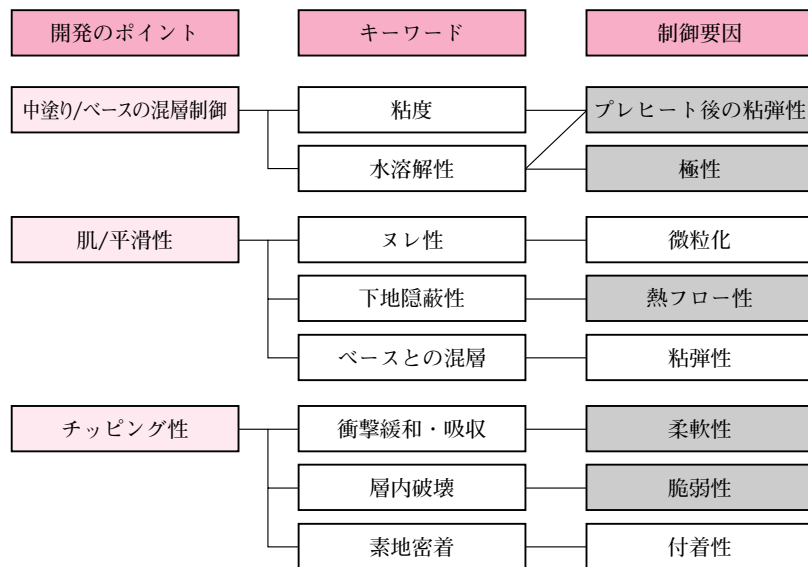 開発のポイント
キーワード
制御要因
中塗り/ベースの混層制御
粘度
プレヒート後の粘弾性
水溶解性
極性
肌/平滑性
ヌレ性
微粒化
下地隠蔽性
熱フロー性
ベースとの混層
粘弾性
チッピング性
衝撃緩和・吸収
柔軟性
層内破壊
脆弱性
素地密着
付着性